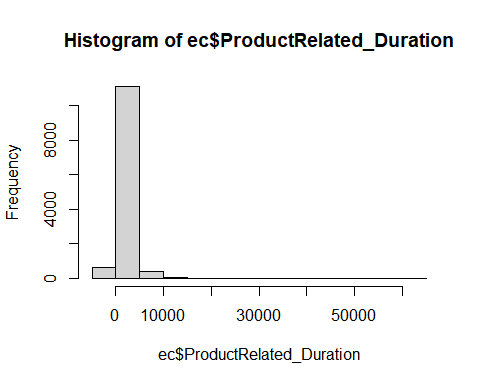 Histogram of ec$ProductRelated_Duration
Frequency
8000
4000
0
0 10000 30000 50000
ec$ProductRelated_Duration